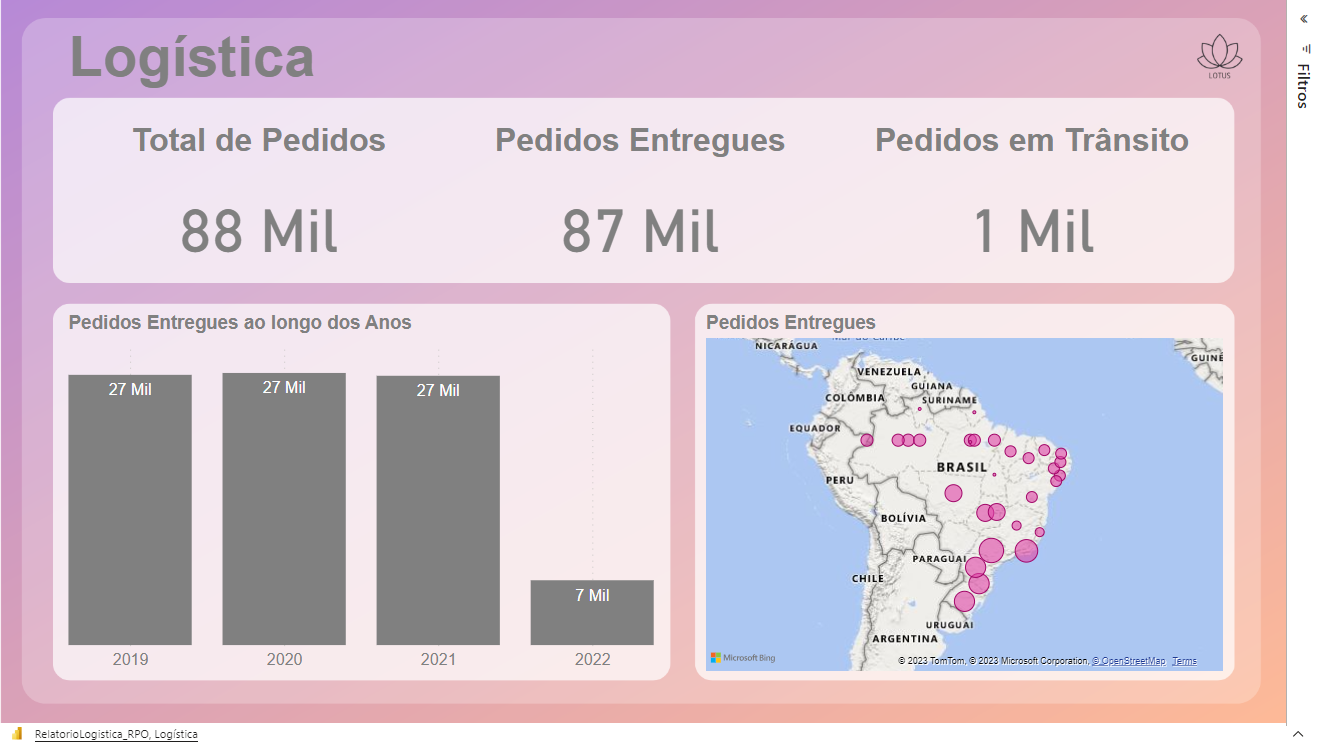 Logística
LOTUS
«
Filtros
Total de Pedidos
Pedidos Entregues
Pedidos em Trânsito
88 Mil
87 Mil
1 Mil
Pedidos Entregues ao longo dos Anos
27 Mil
27 Mil
27 Mil
7 Mil
2019
2020
2021
2022
Pedidos Entregues
NICARÁGUA
VENEZUELA
GUIANA
COLÔMBIA
SURINAME
GUINÉ
EQUADOR
BRASIL
PERU
BOLÍVIA
PARAGUAI
CHILE
URUGUAI
ARGENTINA
Microsoft Bing
© 2023 TomTom, © 2023 Microsoft Corporation, © OpenStreetMap Terms
RelatorioLogistica_RPO, Logística